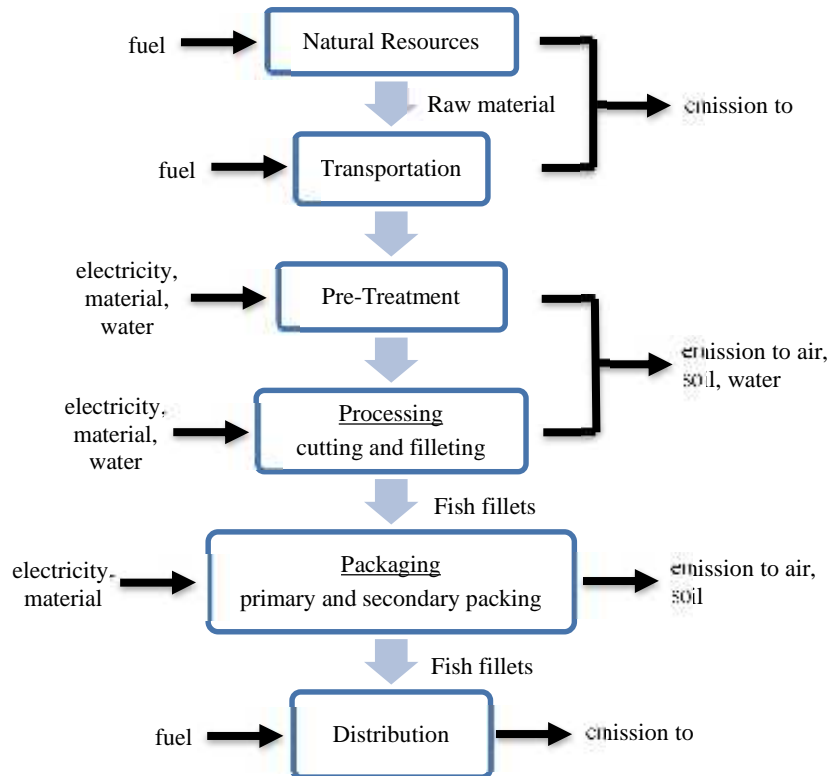 fuel
Natural Resources
Raw material
emission to
fuel
Transportation
electricity,
material,
water
Pre-Treatment
emission to air,
soil, water
electricity,
material,
water
Processing
cutting and filleting
Fish fillets
electricity,
material
Packaging
primary and secondary packing
emission to air,
soil
Fish fillets
fuel
Distribution
emission to